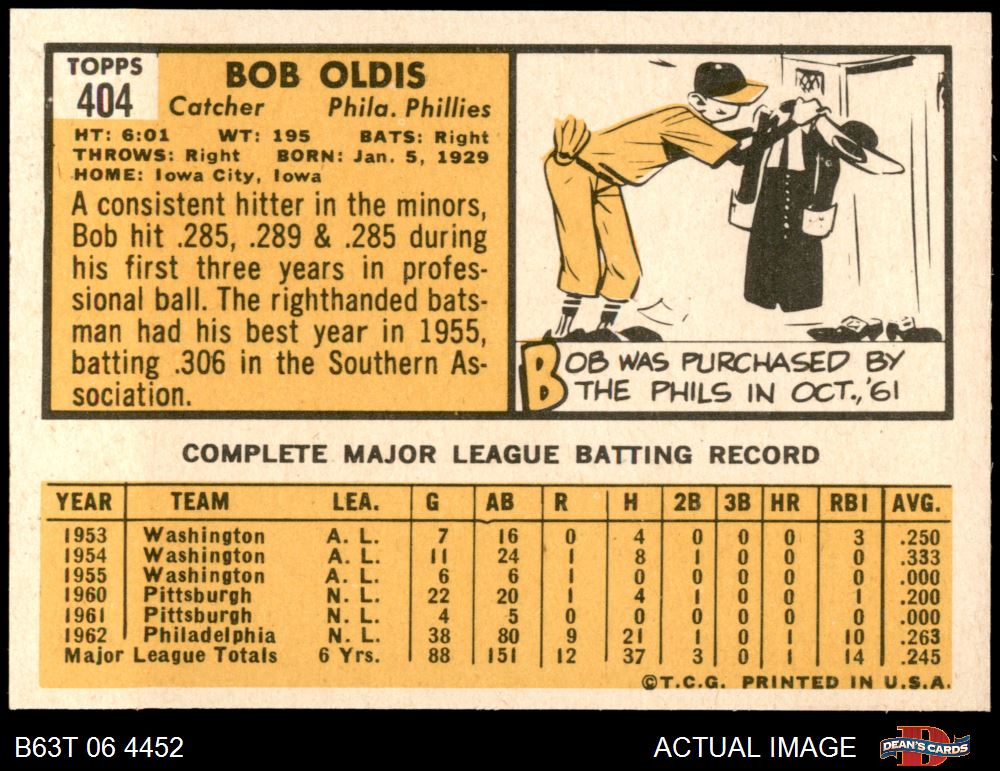 TOPPS
404
BOB OLDIS
Catcher Phila. Phillies
HT: 6:01 WT: 195 BATS: Right
THROWS: Right BORN: Jan. 5, 1929
HOME: Iowa City, Iowa
A consistent hitter in the minors,
Bob hit .285, .289 & .285 during
his first three years in profes-
sional ball. The righthanded bats-
man had his best year in 1955,
batting .306 in the Southern As-
sociation.
BOB WAS PURCHASED BY
THE PHILS IN OCT., '61
COMPLETE MAJOR LEAGUE BATTING RECORD
YEAR TEAM LEA. G AB R H 2B 3B HR RBI AVG.
1953 Washington A. L. 7 16 0 4 0 0 0 3 .250
1954 Washington A. L. 11 24 1 8 1 0 0 0 .333
1955 Washington A. L. 6 6 1 0 0 0 0 0 .000
1960 Pittsburgh N. L. 22 20 1 4 1 0 0 1 .200
1961 Pittsburgh N. L. 4 5 0 0 0 0 0 0 .000
1962 Philadelphia N. L. 38 80 9 21 1 0 1 10 .263
Major League Totals 6 Yrs. 88 151 12 37 3 0 1 14 .245
©T.C.G. PRINTED IN U.S.A.
B63T 06 4452 ACTUAL IMAGE DEAN'S CARDS